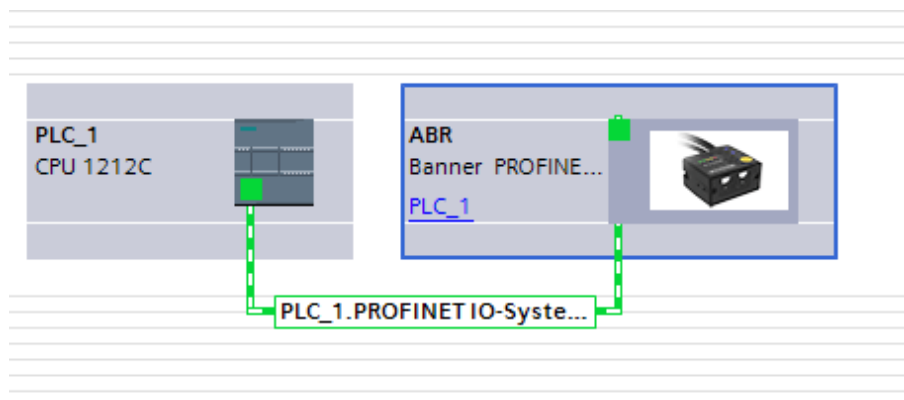 PLC_1
CPU 1212C
ABR
Banner PROFINE...
PLC_1
PLC_1.PROFINET IO-Syste...